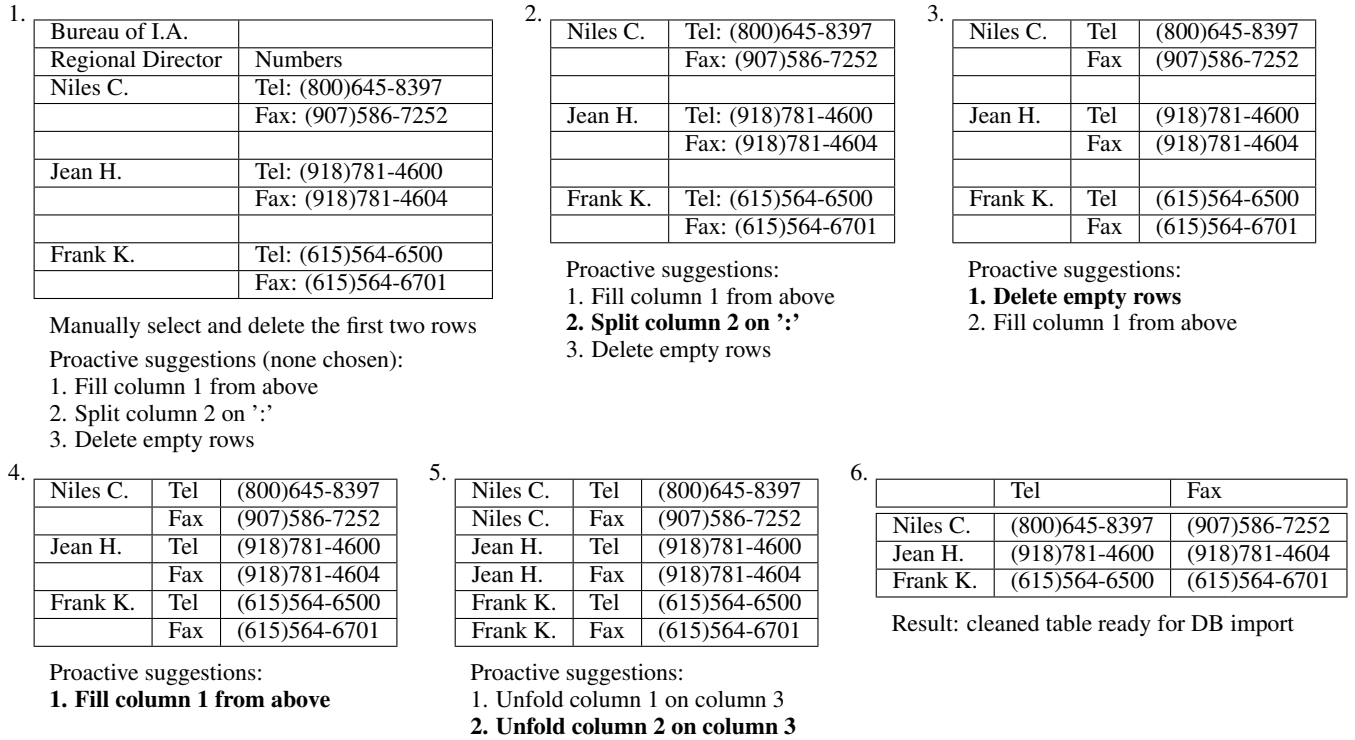 1.
Bureau of I.A.
Regional Director Numbers
Niles C. Tel: (800)645-8397
Fax: (907)586-7252
Jean H. Tel: (918)781-4600
Fax: (918)781-4604
Frank K. Tel: (615)564-6500
Fax: (615)564-6701
Manually select and delete the first two rows
Proactive suggestions (none chosen):
1. Fill column 1 from above
2. Split column 2 on ’:’
3. Delete empty rows
2.
Niles C. Tel: (800)645-8397
Fax: (907)586-7252
Jean H. Tel: (918)781-4600
Fax: (918)781-4604
Frank K. Tel: (615)564-6500
Fax: (615)564-6701
Proactive suggestions:
1. Fill column 1 from above
2. Split column 2 on ’:’
3. Delete empty rows
3.
Niles C. Tel (800)645-8397
Fax (907)586-7252
Jean H. Tel (918)781-4600
Fax (918)781-4604
Frank K. Tel (615)564-6500
Fax (615)564-6701
Proactive suggestions:
1. Delete empty rows
2. Fill column 1 from above
4.
Niles C. Tel (800)645-8397
Fax (907)586-7252
Jean H. Tel (918)781-4600
Fax (918)781-4604
Frank K. Tel (615)564-6500
Fax (615)564-6701
Proactive suggestions:
1. Fill column 1 from above
5.
Niles C. Tel (800)645-8397
Niles C. Fax (907)586-7252
Jean H. Tel (918)781-4600
Jean H. Fax (918)781-4604
Frank K. Tel (615)564-6500
Frank K. Fax (615)564-6701
Proactive suggestions:
1. Unfold column 1 on column 3
2. Unfold column 2 on column 3
6.
Tel Fax
Niles C. (800)645-8397 (907)586-7252
Jean H. (918)781-4600 (918)781-4604
Frank K. (615)564-6500 (615)564-6701
Result: cleaned table ready for DB import